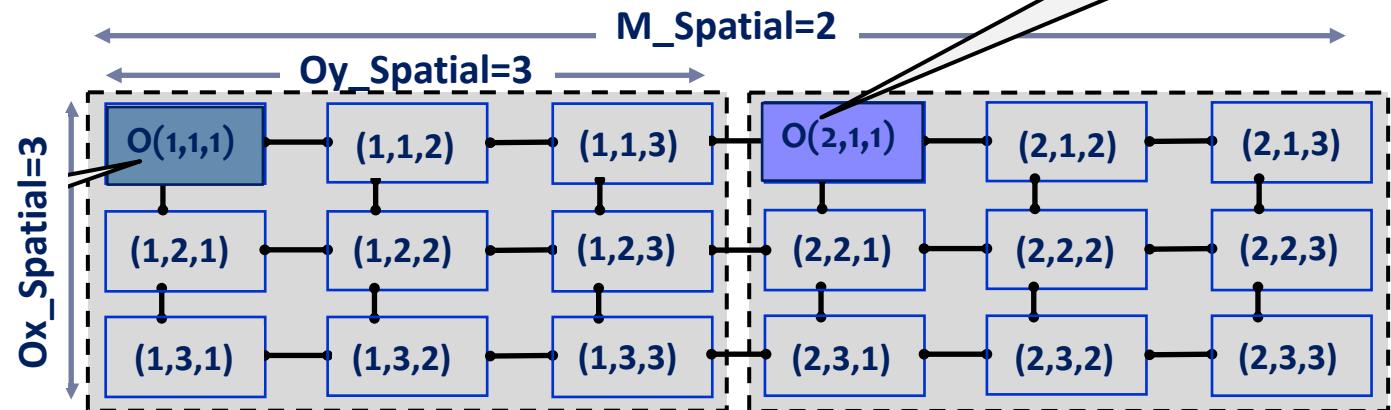 M_Spatial=2
Oy_Spatial=3
Ox_Spatial=3
O(1,1,1) (1,1,2) (1,1,3) O(2,1,1) (2,1,2) (2,1,3)
(1,2,1) (1,2,2) (1,2,3) (2,2,1) (2,2,2) (2,2,3)
(1,3,1) (1,3,2) (1,3,3) (2,3,1) (2,3,2) (2,3,3)